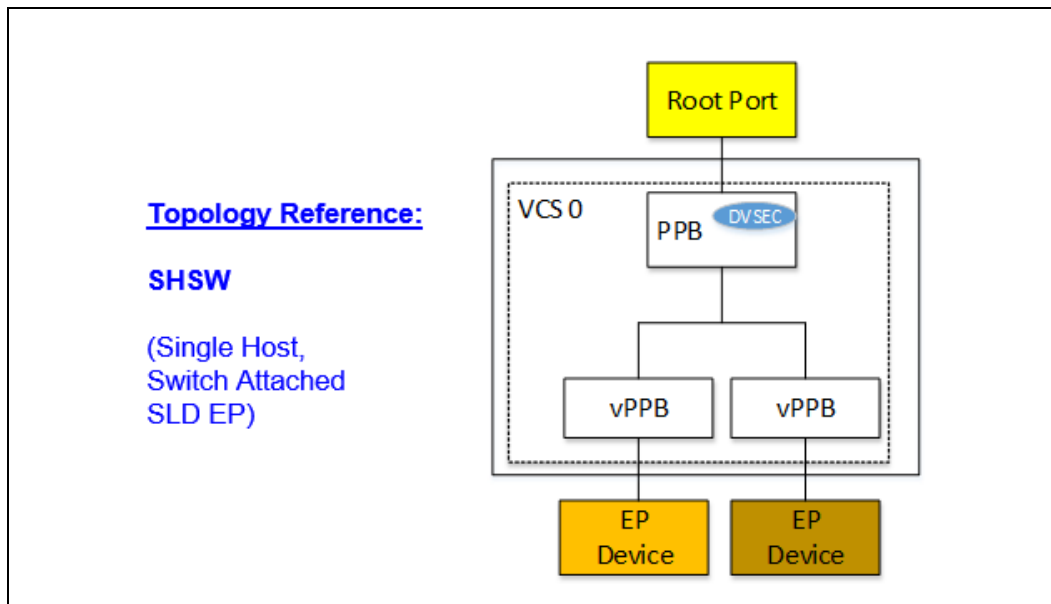 Topology Reference:
SHSW
(Single Host,
Switch Attached
SLD EP)
Root Port
VCS 0
PPB
DVSEC
vPPB
vPPB
EP
Device
EP
Device